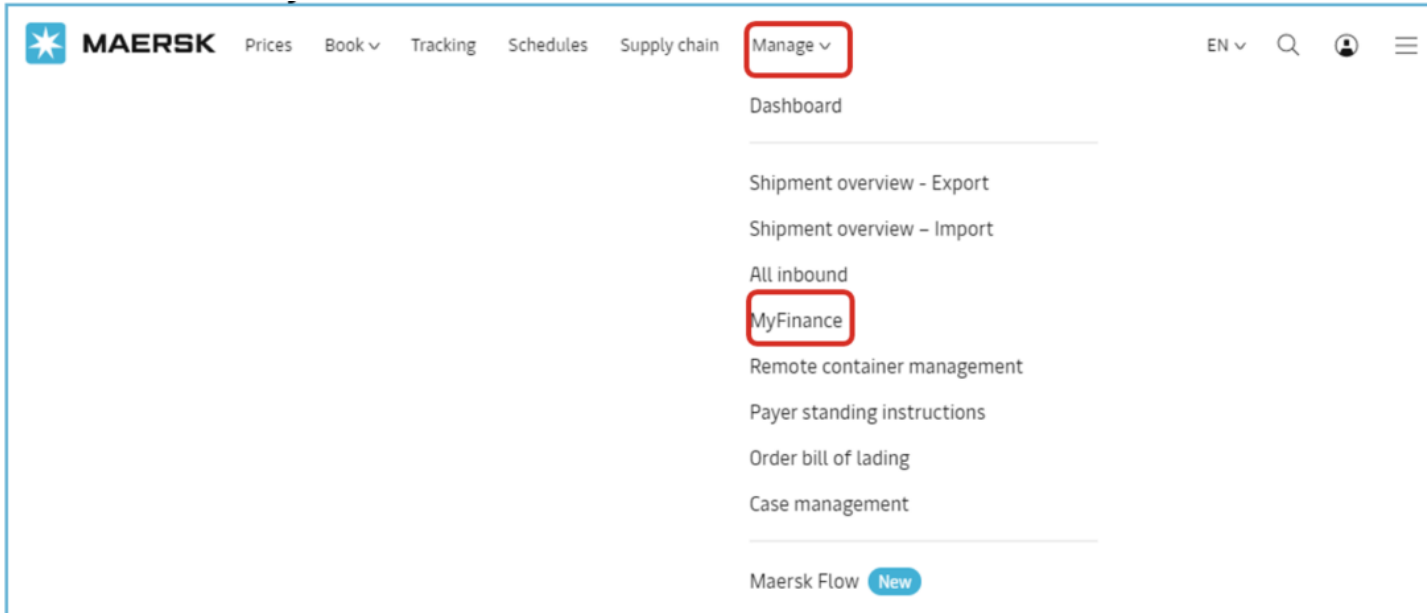 MAERSK Prices Book Tracking Schedules Supply chain Manage EN
Dashboard
Shipment overview - Export
Shipment overview – Import
All inbound
MyFinance
Remote container management
Payer standing instructions
Order bill of lading
Case management
Maersk Flow New